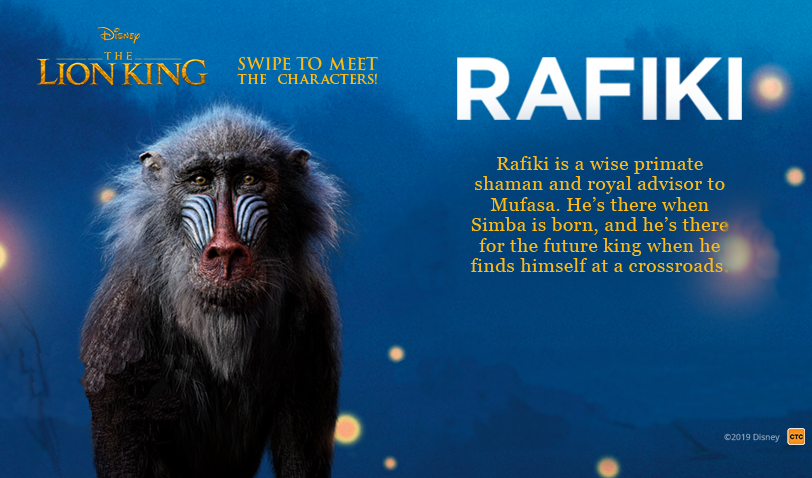 Disney
THE
LION KING
SWIPE TO MEET
THE CHARACTERS!
RAFIKI
Rafiki is a wise primate
shaman and royal advisor to
Mufasa. He’s there when
Simba is born, and he’s there
for the future king when he
finds himself at a crossroads.
©2019 Disney
CTC